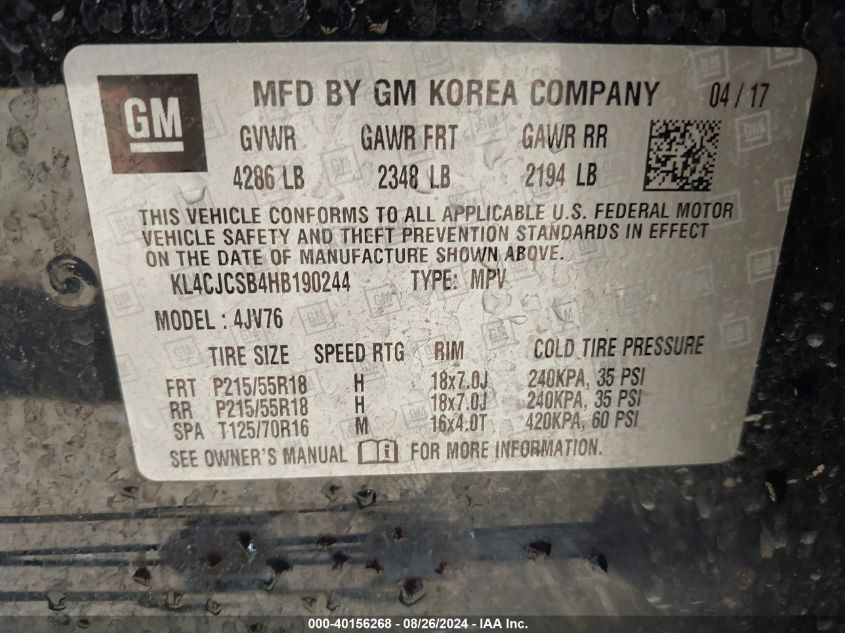 GM
MFD BY GM KOREA COMPANY 04 / 17
GVWR GAWR FRT GAWR RR
4286 LB 2348 LB 2194 LB
THIS VEHICLE CONFORMS TO ALL APPLICABLE U.S. FEDERAL MOTOR
VEHICLE SAFETY AND THEFT PREVENTION STANDARDS IN EFFECT
ON THE DATE OF MANUFACTURE SHOWN ABOVE.
KL4CJCSB4HB190244 TYPE: MPV
MODEL : 4JV76
TIRE SIZE SPEED RTG RIM COLD TIRE PRESSURE
FRT P215/55R18 H 18x7.0J 240KPA, 35 PSI
RR P215/55R18 H 18x7.0J 240KPA, 35 PSI
SPA T125/70R16 M 16x4.0T 420KPA, 60 PSI
SEE OWNER'S MANUAL FOR MORE INFORMATION.
000-40156268 - 08/26/2024 - IAA Inc.